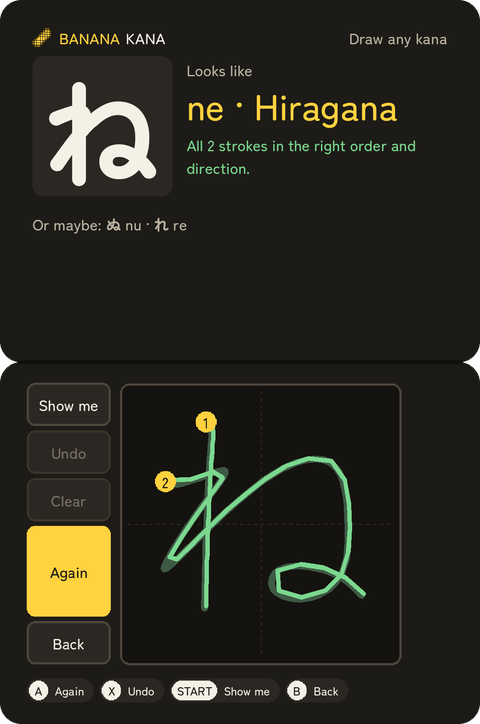 BANANA KANA
Draw any kana
ね
Looks like
ne · Hiragana
All 2 strokes in the right order and
direction.
Or maybe: ぬ nu · れ re
Show me
Undo
Clear
Again
Back
1
2
ね
A Again
X Undo
START Show me
B Back